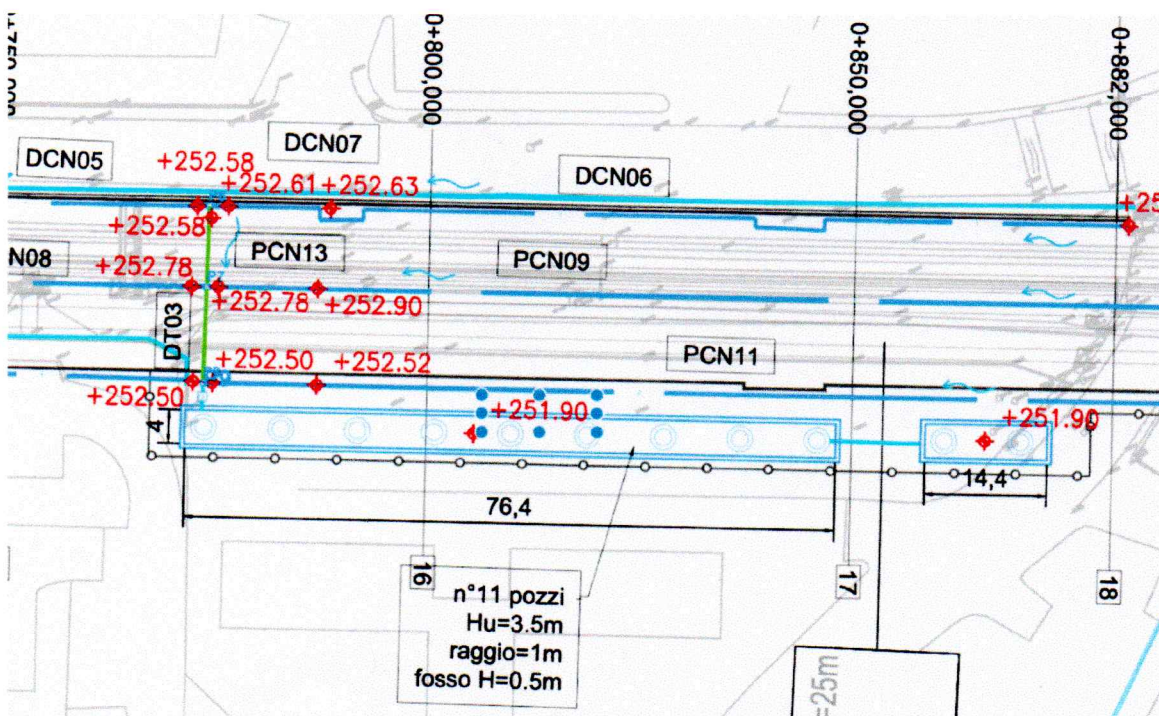 0+800,000
0+850,000
0+882,000
DCN05
DCN07
DCN06
+252.58
+252.61
+252.63
+252.58
N08
PCN13
PCN09
+252.78
+252.78
+252.90
DT03
PCN11
+252.50
+252.52
+252.50
+251.90
+251.90
4
76,4
14,4
16
17
18
n°11 pozzi
Hu=3.5m
raggio=1m
fosso H=0.5m
=25m